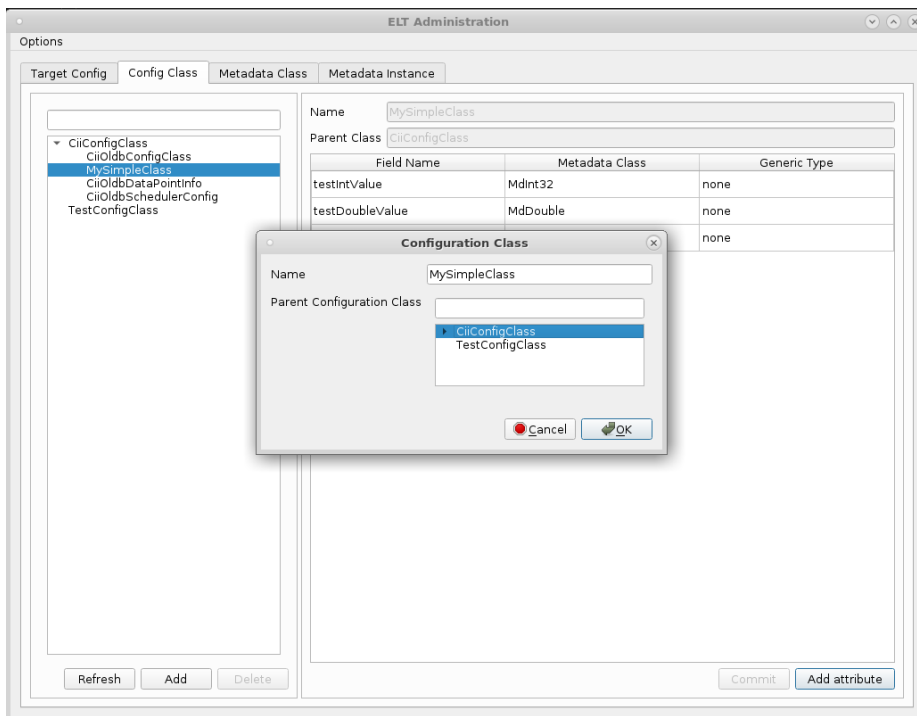 ELT Administration
Options
Target Config
Config Class
Metadata Class
Metadata Instance
CiiConfigClass
CiiOldbConfigClass
MySimpleClass
CiiOldbDataPointInfo
CiiOldbSchedulerConfig
TestConfigClass
Name MySimpleClass
Parent Class CiiConfigClass
Field Name Metadata Class Generic Type
testIntValue MdInt32 none
testDoubleValue MdDouble none
none
Configuration Class
Name MySimpleClass
Parent Configuration Class
CiiConfigClass
TestConfigClass
Cancel OK
Refresh Add Delete
Commit Add attribute